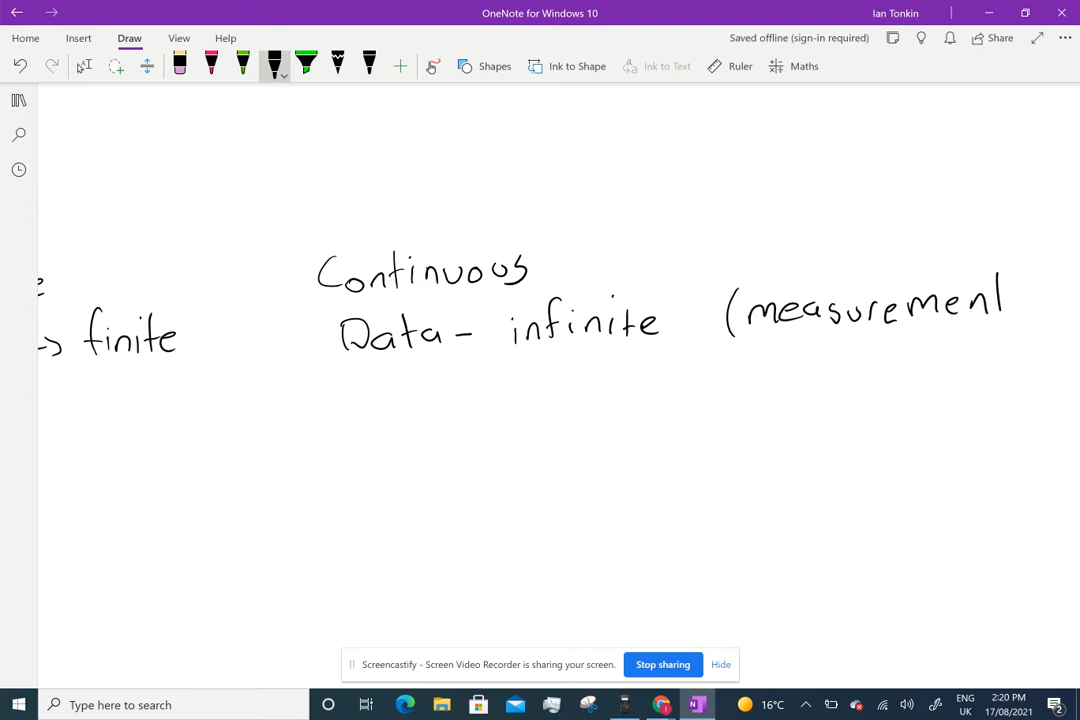 OneNote for Windows 10
Ian Tonkin
Home Insert Draw View Help
Saved offline (sign-in required)
Share
Shapes
Ink to Shape
Ink to Text
Ruler
Maths
Continuous
e
→ finite
Data - infinite (measurement
Screencastify - Screen Video Recorder is sharing your screen.
Stop sharing
Hide
Type here to search
16°C
ENG
UK
2:20 PM
17/08/2021
2